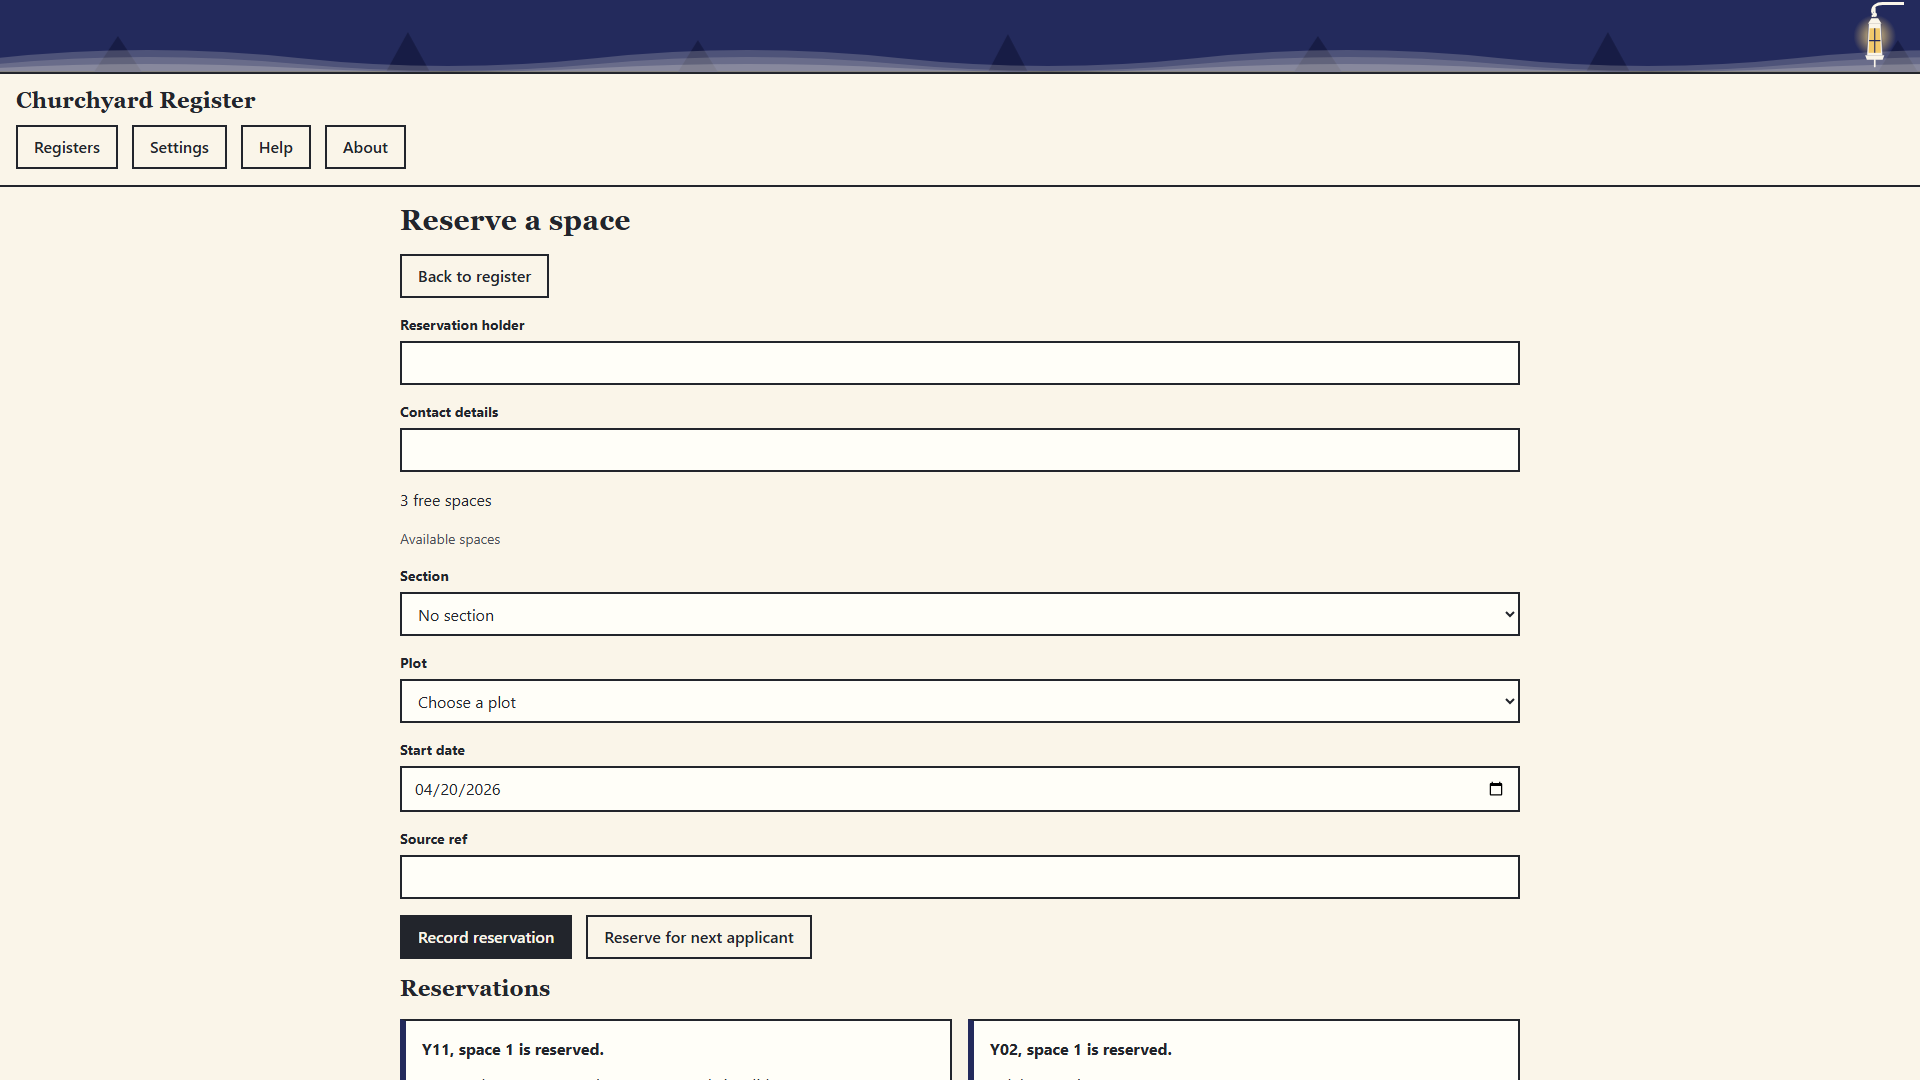 Churchyard Register
Registers
Settings
Help
About
Reserve a space
Back to register
Reservation holder
Contact details
3 free spaces
Available spaces
Section
No section
Plot
Choose a plot
Start date
04/20/2026
Source ref
Record reservation
Reserve for next applicant
Reservations
Y11, space 1 is reserved.
Y02, space 1 is reserved.